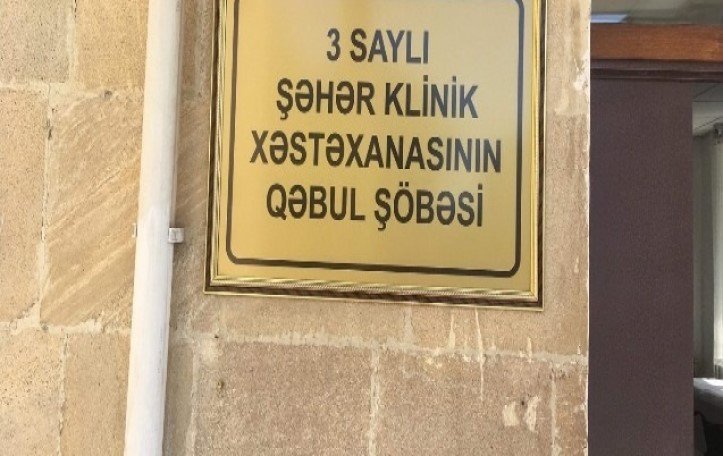 3 SAYLI
ŞƏHƏR KLİNİK
XƏSTƏXANASININ
QƏBUL ŞÖBƏSİ